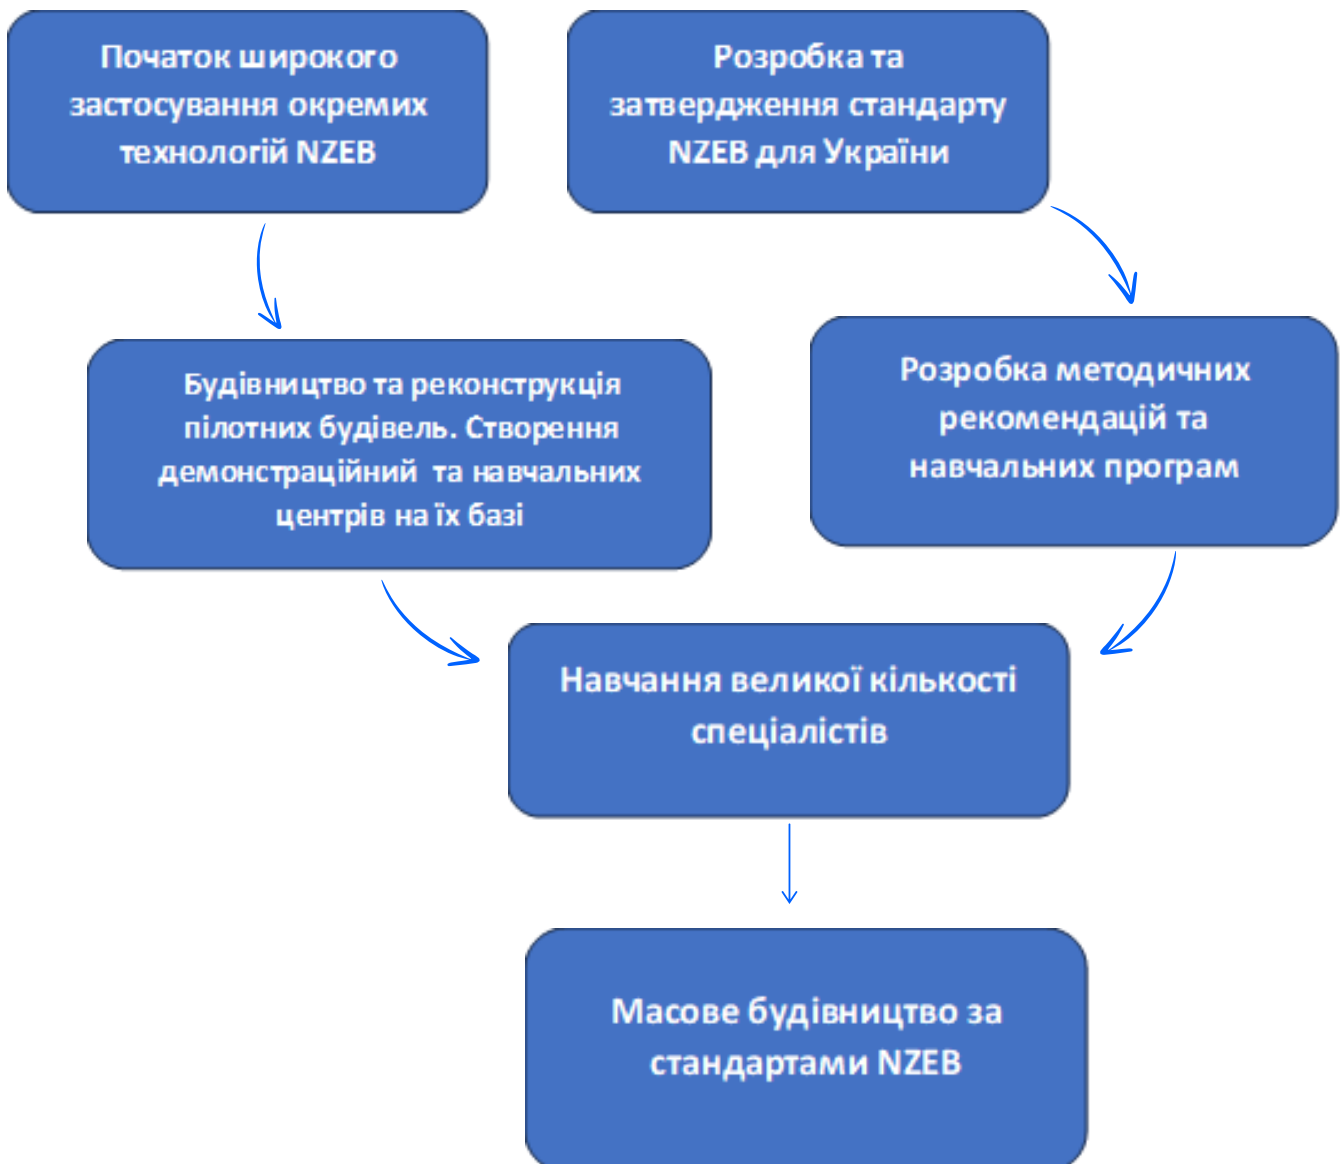 Початок широкого
застосування окремих
технологій NZEB
Розробка та
затвердження стандарту
NZEB для України
Будівництво та реконструкція
пілотних будівель. Створення
демонстраційний та навчальних
центрів на їх базі
Розробка методичних
рекомендацій та
навчальних програм
Навчання великої кількості
спеціалістів
Масове будівництво за
стандартами NZEB